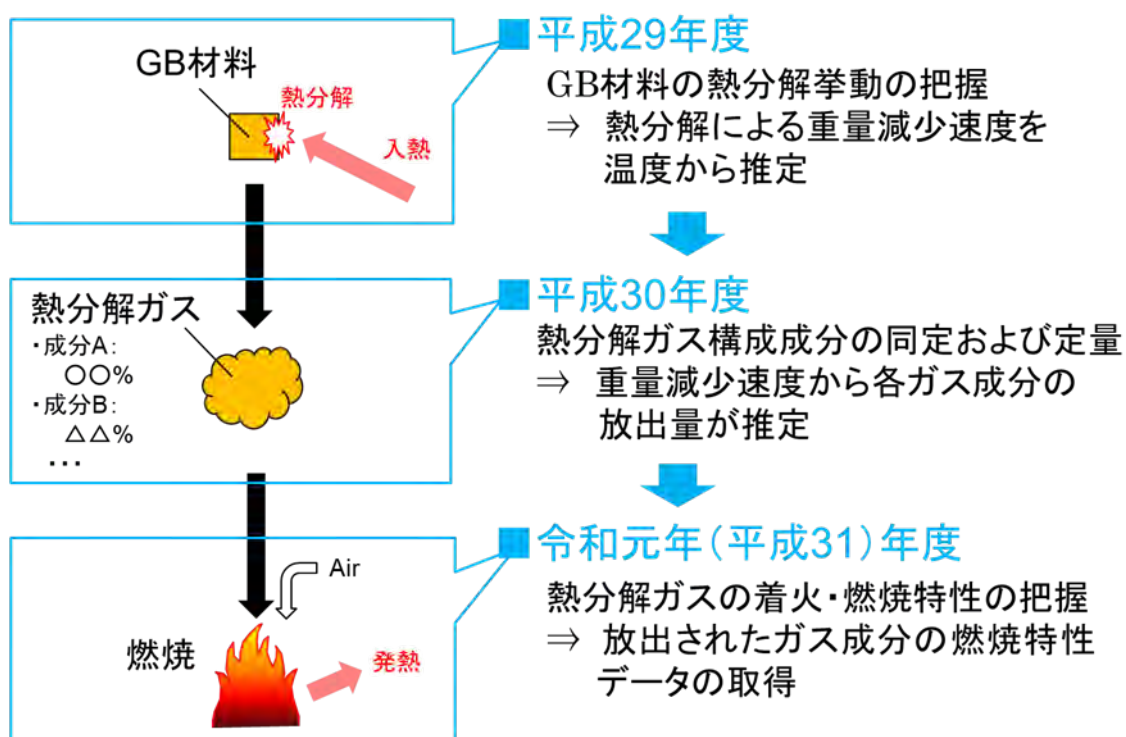 GB材料
熱分解
入熱
■平成29年度
GB材料の熱分解挙動の把握
⇒ 熱分解による重量減少速度を
温度から推定
熱分解ガス
・成分A:
○○%
・成分B:
△△%
・・・
■平成30年度
熱分解ガス構成成分の同定および定量
⇒ 重量減少速度から各ガス成分の
放出量が推定
Air
燃焼
発熱
■令和元年(平成31)年度
熱分解ガスの着火・燃焼特性の把握
⇒ 放出されたガス成分の燃焼特性
データの取得